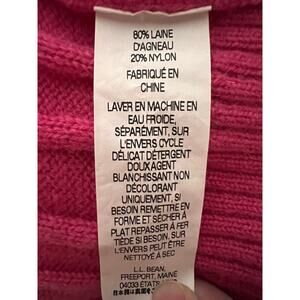 80% LAINE
D'AGNEAU
20% NYLON
FABRIQUÉ EN
CHINE
LAVER EN MACHINE EN
EAU FROIDE,
SÉPARÉMENT, SUR
L'ENVERS CYCLE
DÉLICAT DÉTERGENT
DOUX AGENT
BLANCHISSANT NON
DÉCOLORANT
UNIQUEMENT, SI
BESOIN REMETTRE EN
FORME ET SÉCHER À
PLAT REPASSER À FER
TIÈDE SI BESOIN, SUR
L'ENVERS PEUT ÊTRE
NETTOYÉ À SEC
L.L. BEAN,
FREEPORT, MAINE
04033 ÉTATS